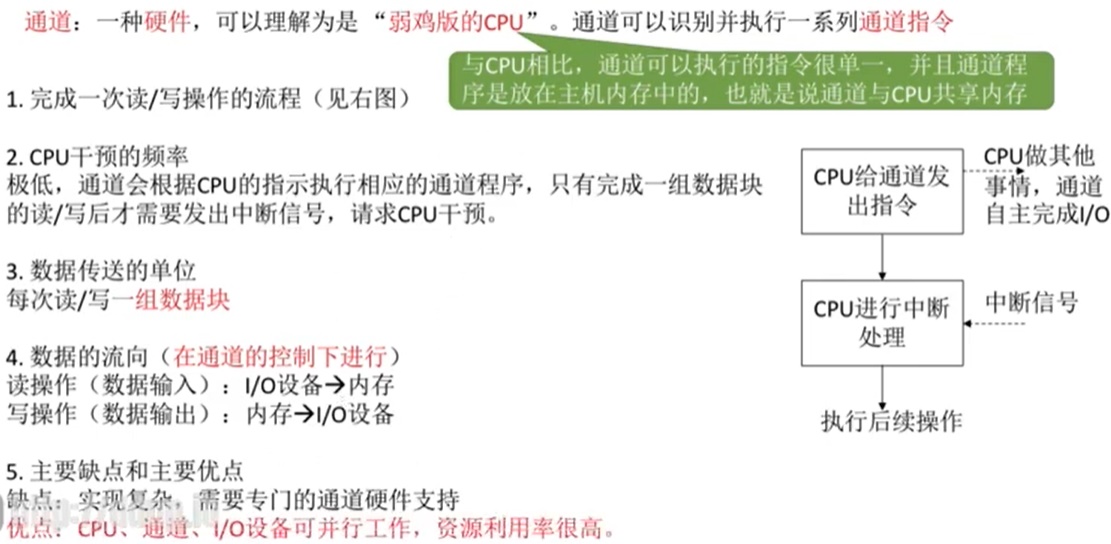 通道：一种硬件，可以理解为是“弱鸡版的CPU”。通道可以识别并执行一系列通道指令
与CPU相比，通道可以执行的指令很单一，并且通道程
序是放在主机内存中的，也就是说通道与CPU共享内存
1. 完成一次读/写操作的流程（见右图）
2. CPU干预的频率
极低，通道会根据CPU的指示执行相应的通道程序，只有完成一组数据块
的读/写后才需要发出中断信号，请求CPU干预。
3. 数据传送的单位
每次读/写一组数据块
4. 数据的流向（在通道的控制下进行）
读操作（数据输入）：I/O设备→内存
写操作（数据输出）：内存→I/O设备
5. 主要缺点和主要优点
缺点：实现复杂，需要专门的通道硬件支持
优点：CPU、通道、I/O设备可并行工作，资源利用率很高。
CPU给通道发
出指令
CPU做其他
事情，通道
自主完成I/O
CPU进行中断
处理
中断信号
执行后续操作